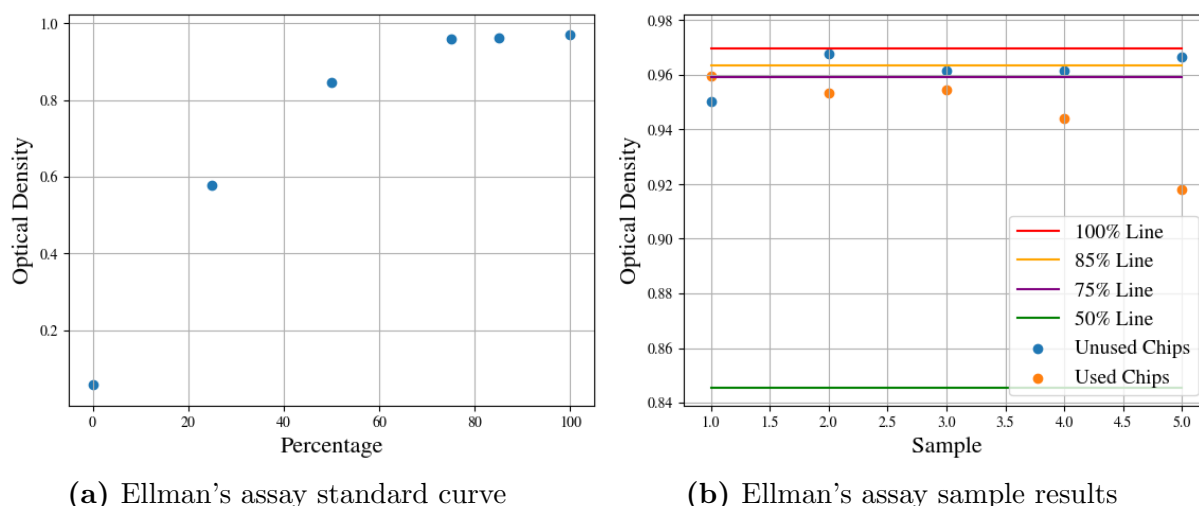 1.0
0.8
0.6
0.4
0.2
Optical Density
0 20 40 60 80 100
Percentage
(a) Ellman's assay standard curve
0.98
0.96
0.94
0.92
0.90
0.88
0.86
0.84
Optical Density
1.0 1.5 2.0 2.5 3.0 3.5 4.0 4.5 5.0
Sample
100% Line
85% Line
75% Line
50% Line
Unused Chips
Used Chips
(b) Ellman's assay sample results